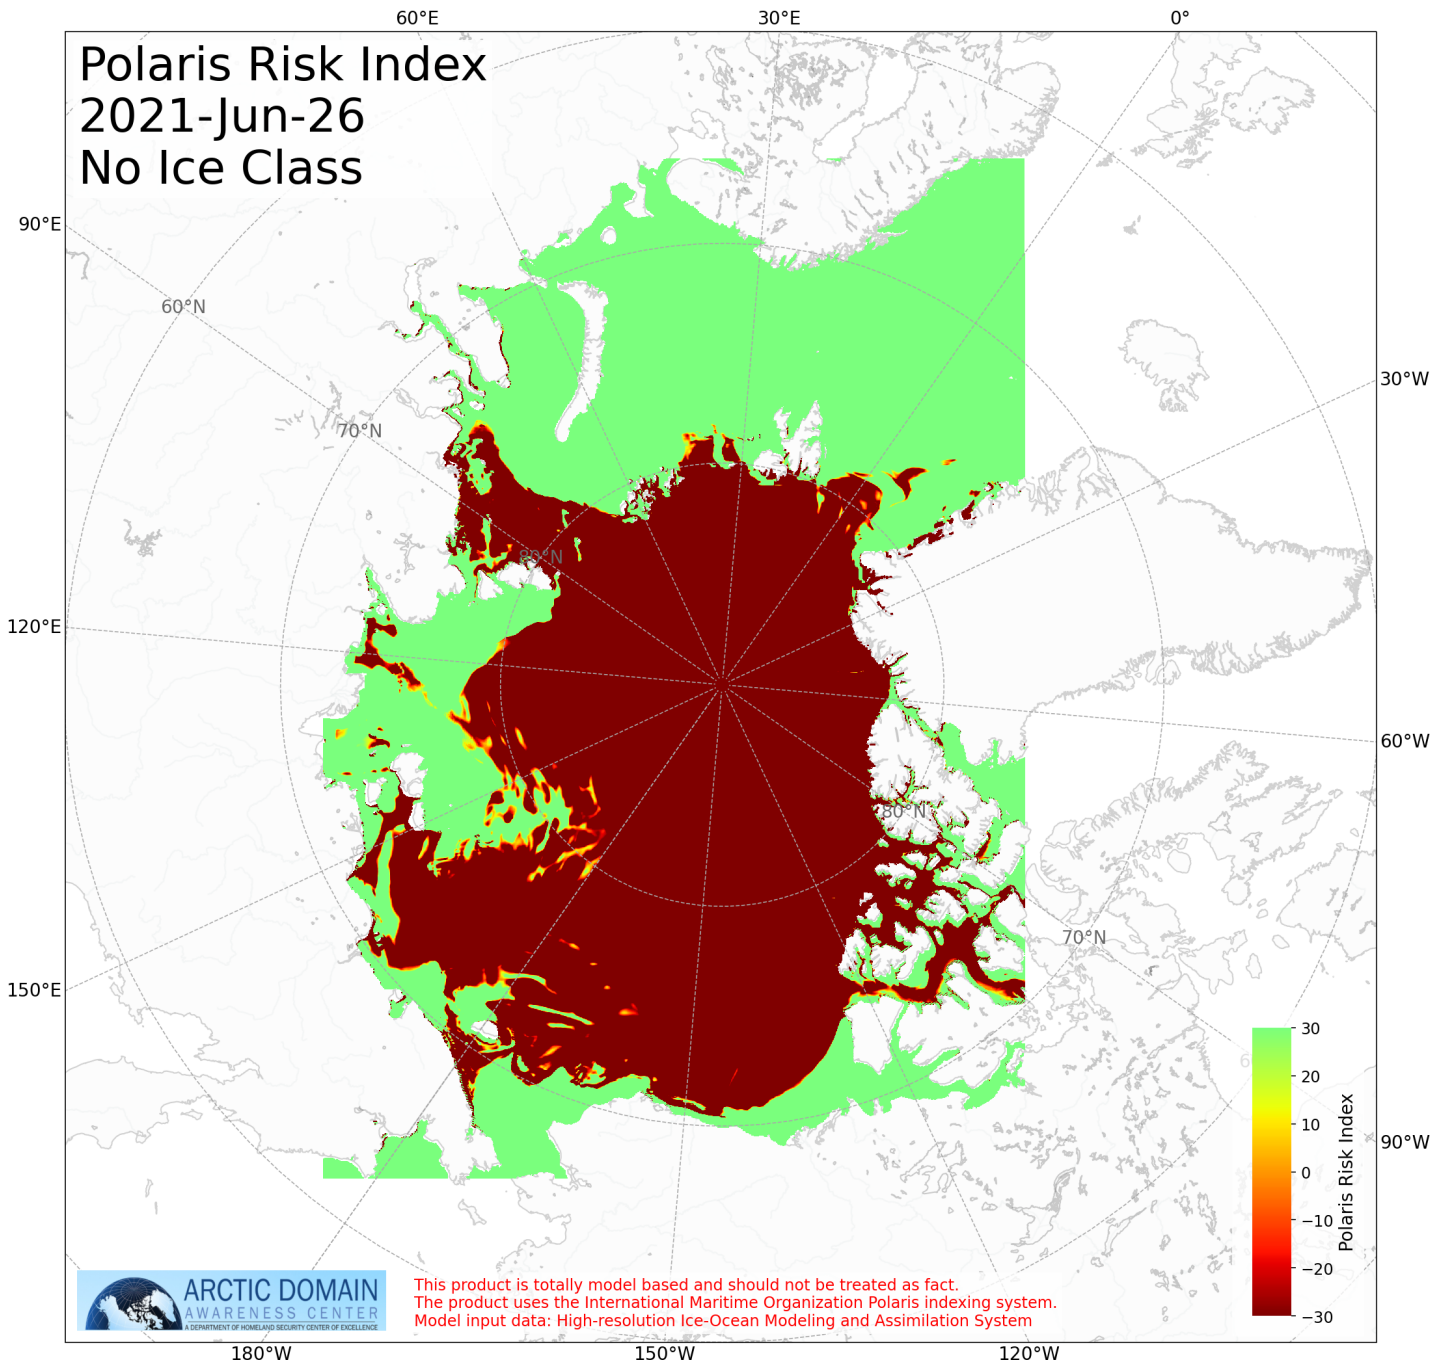 60°E 30°E 0°
Polaris Risk Index
2021-Jun-26
No Ice Class
90°E
60°N
30°W
70°N
80°N
120°E
60°W
80°N
70°N
150°E
30
20
10
0
−10
−20
−30
Polaris Risk Index
90°W
ARCTIC DOMAIN
AWARENESS CENTER
A DEPARTMENT OF HOMELAND SECURITY CENTER OF EXCELLENCE
This product is totally model based and should not be treated as fact.
The product uses the International Maritime Organization Polaris indexing system.
Model input data: High-resolution Ice-Ocean Modeling and Assimilation System
180°W 150°W 120°W